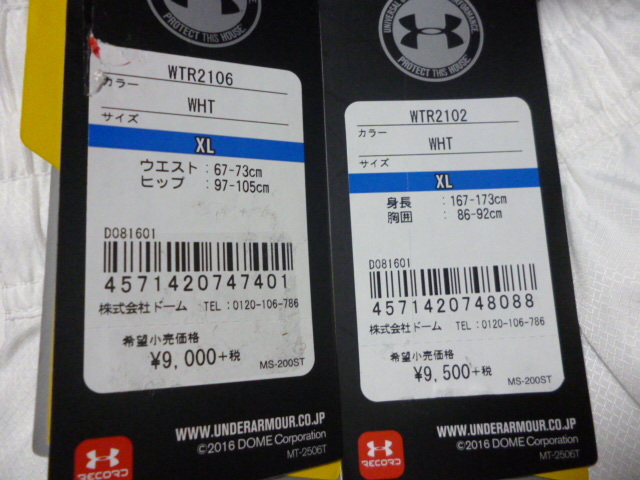 PROTECT THIS HOUSE
WTR2106
カラー
WHT
サイズ
XL
ウエスト:67-73cm
ヒップ:97-105cm
D081601
4571420747401
株式会社ドーム TEL:0120-106-786
希望小売価格
¥9,000+税
MS-200ST
WWW.UNDERARMOUR.CO.JP
©2016 DOME Corporation
MT-2506T
RECORD
UNIVERSAL PERFORMANCE
PROTECT THIS HOUSE
WTR2102
カラー
WHT
サイズ
XL
身長 :167-173cm
胸囲 :86-92cm
D081601
4571420748088
株式会社ドーム TEL:0120-106-786
希望小売価格
¥9,500+税
MS-200ST
WWW.UNDERARMOUR.CO.JP
©2016 DOME Corporation
MT-2506T
RECORD